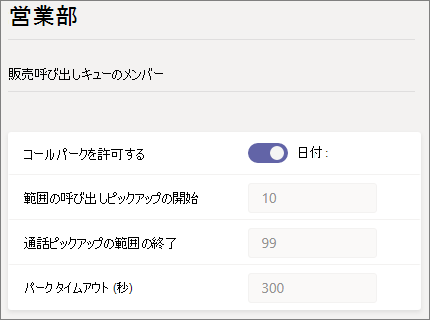 営業部
販売呼び出しキューのメンバー
コールパークを許可する 日付:
範囲の呼び出しピックアップの開始 10
通話ピックアップの範囲の終了 99
パーク タイムアウト (秒) 300